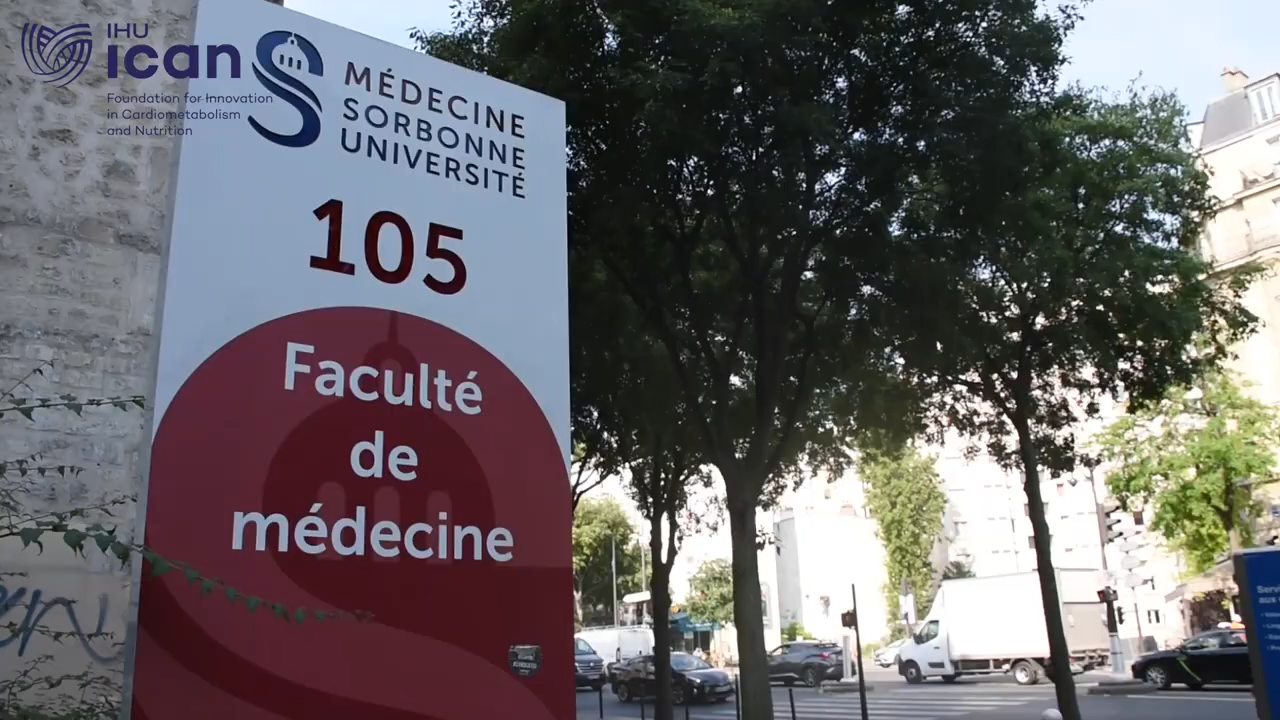 IHU
ican
Foundation for Innovation
in Cardiometabolism
and Nutrition
MÉDECINE
SORBONNE
UNIVERSITÉ
105
Faculté
de
médecine